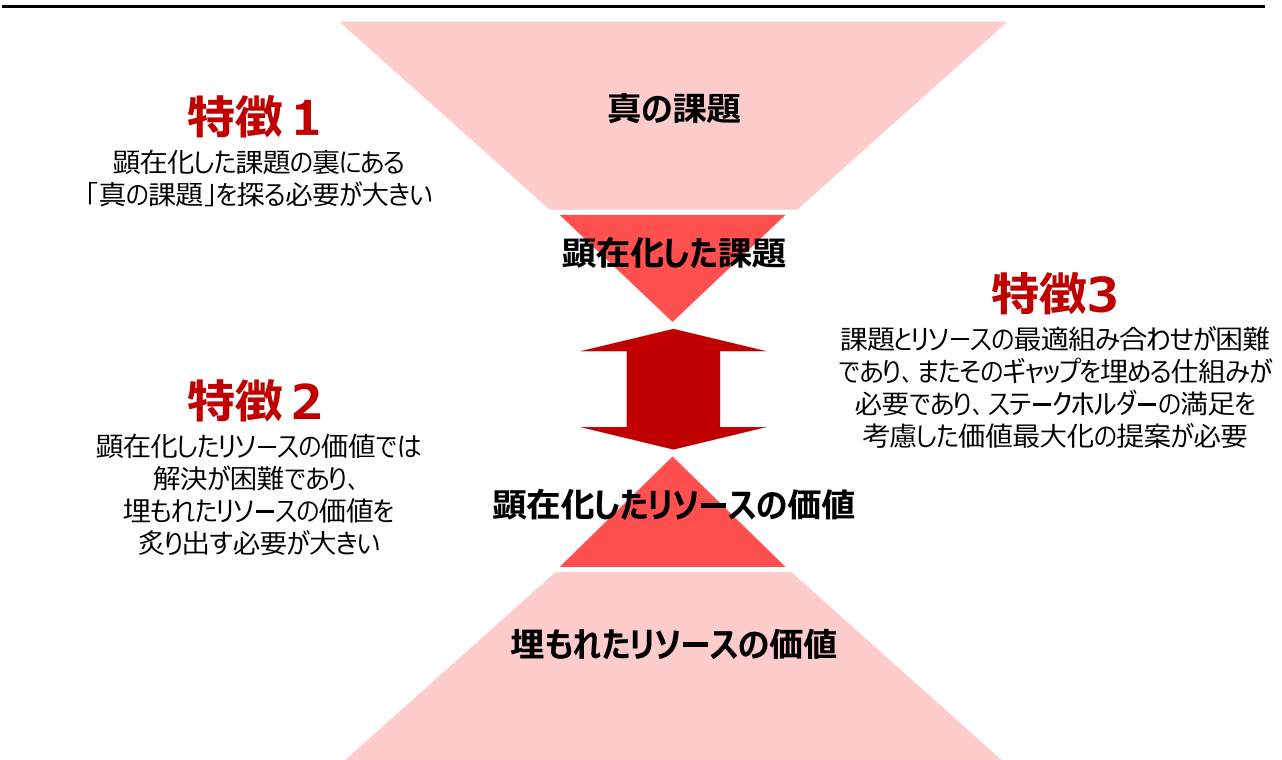 真の課題
特徴１
顕在化した課題の裏にある
「真の課題」を探る必要が大きい
顕在化した課題
特徴3
課題とリソースの最適組み合わせが困難
であり、またそのギャップを埋める仕組みが
必要であり、ステークホルダーの満足を
考慮した価値最大化の提案が必要
特徴２
顕在化したリソースの価値では
解決が困難であり、
埋もれたリソースの価値を
炙り出す必要が大きい
顕在化したリソースの価値
埋もれたリソースの価値